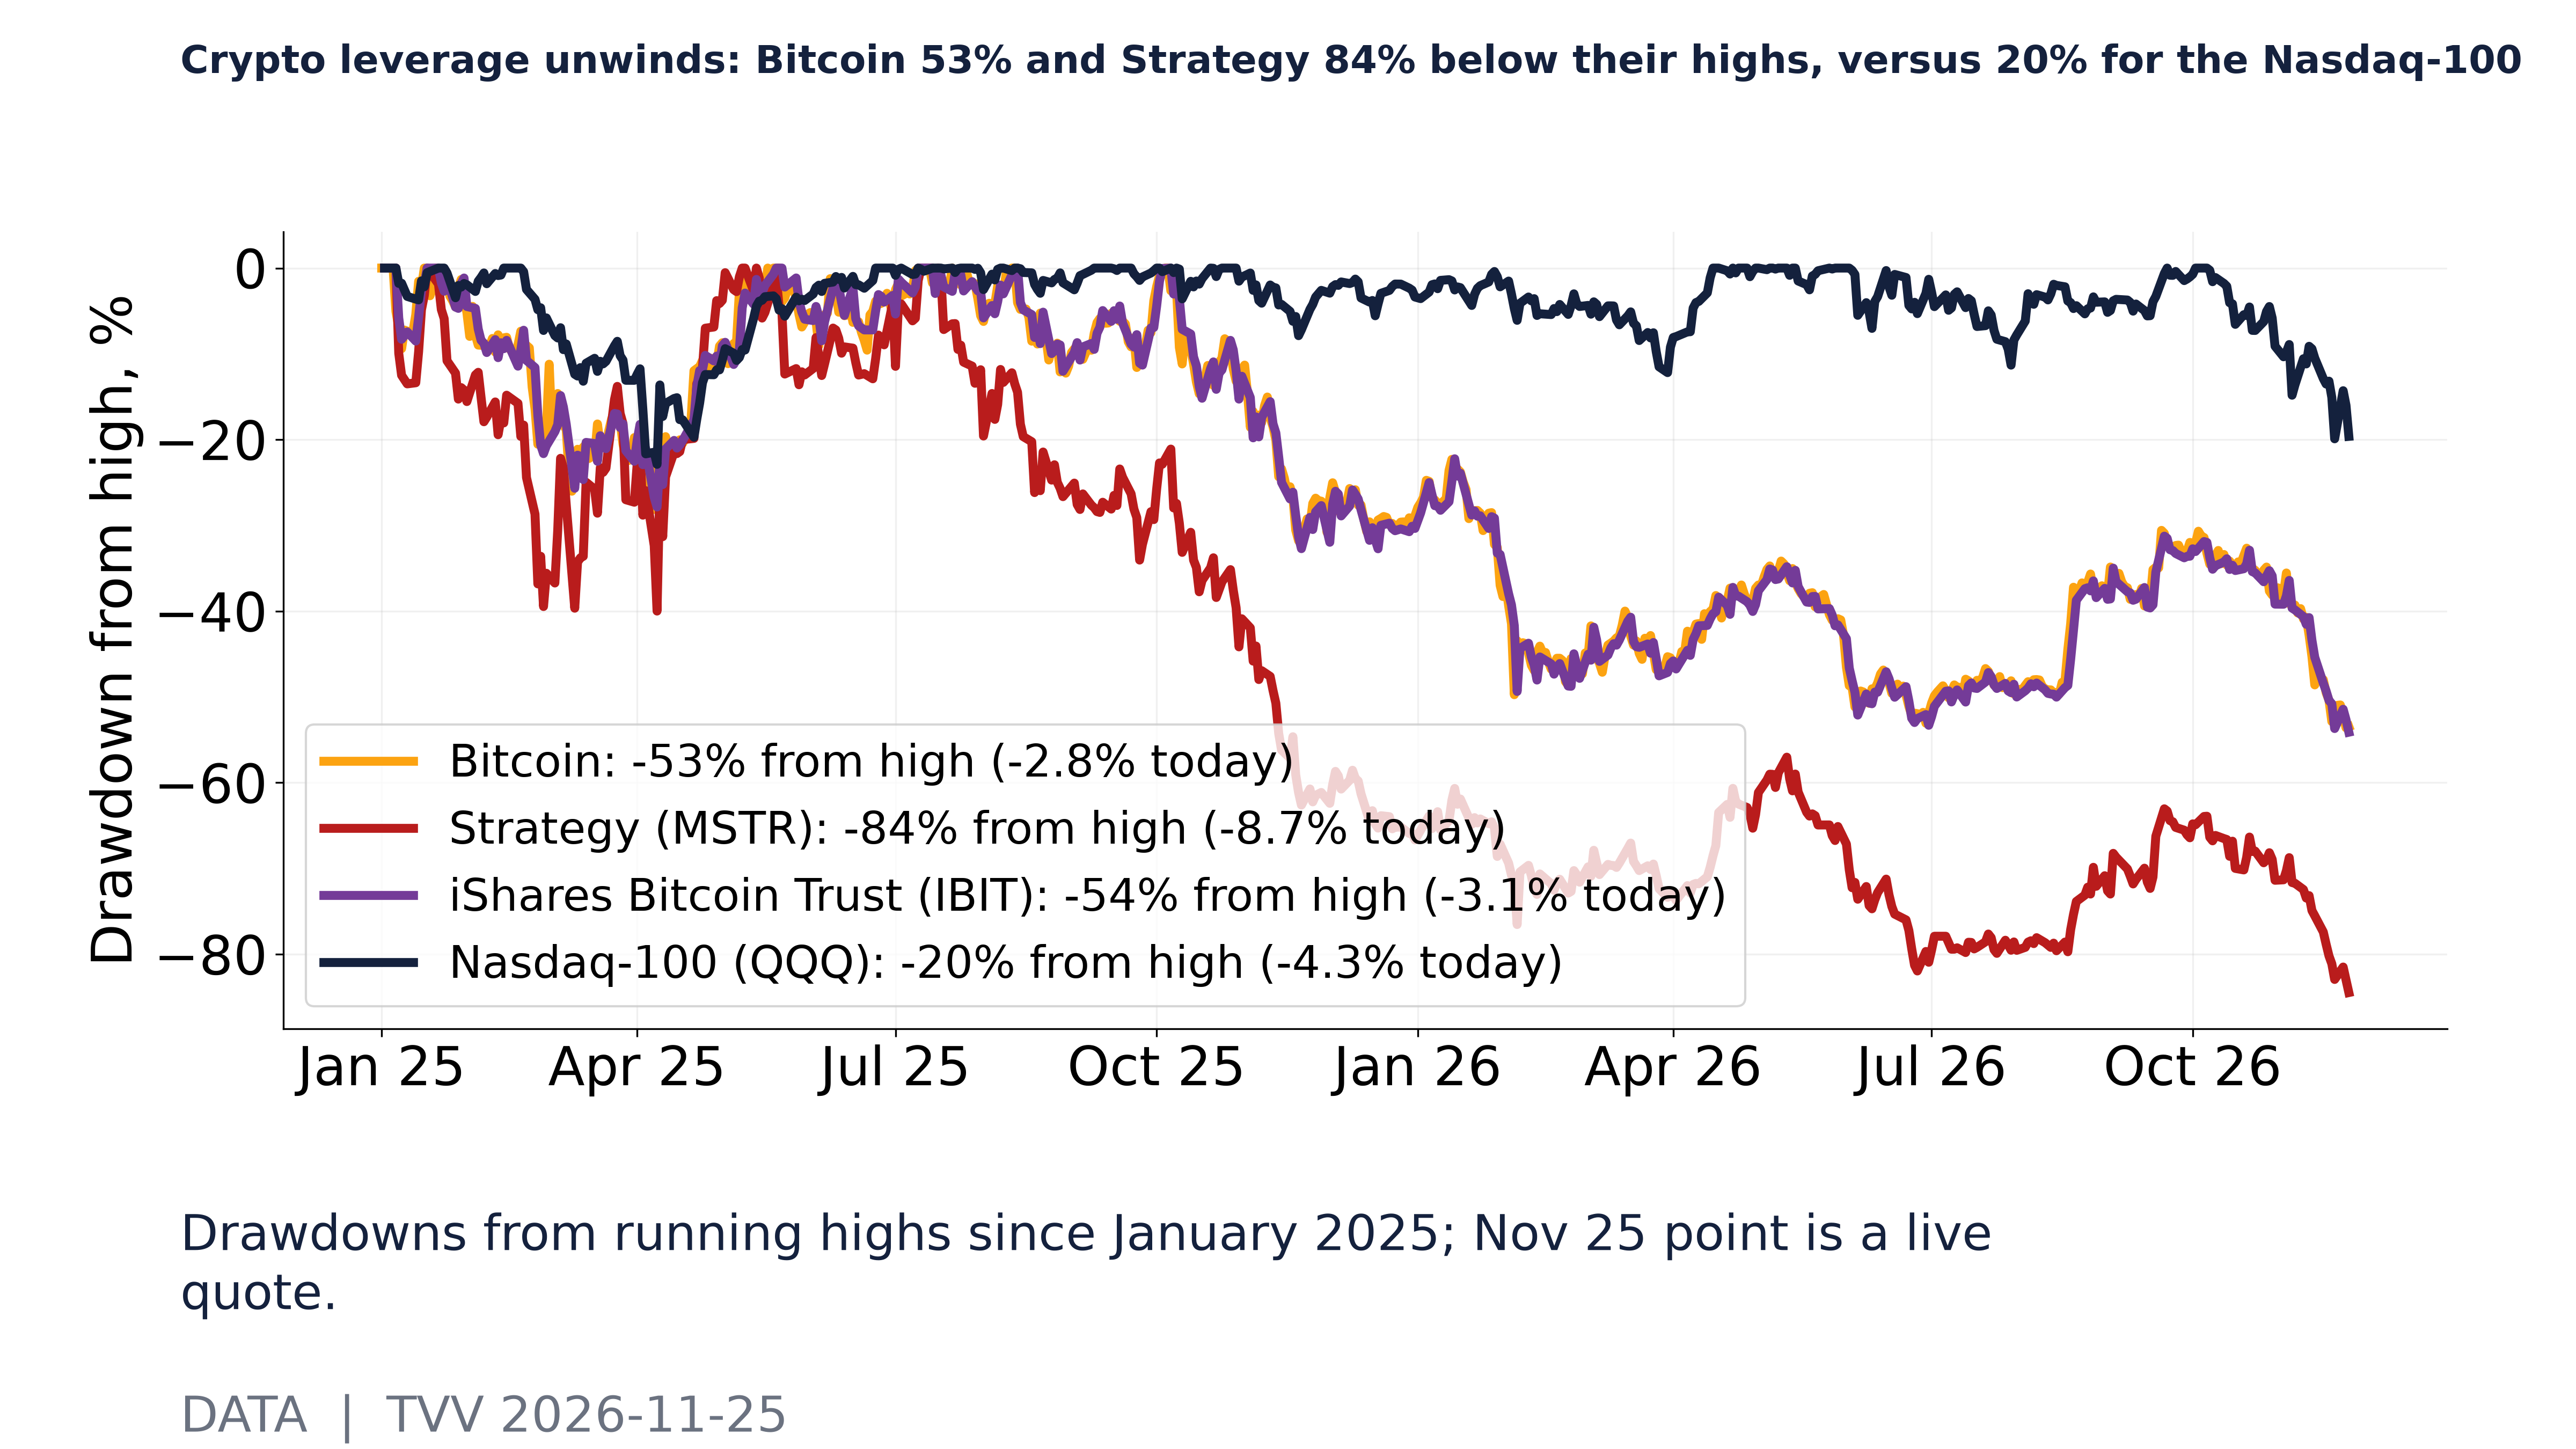 Crypto leverage unwinds: Bitcoin 53% and Strategy 84% below their highs, versus 20% for the Nasdaq-100
Drawdown from high, %
0
−20
−40
−60
−80
Bitcoin: -53% from high (-2.8% today)
Strategy (MSTR): -84% from high (-8.7% today)
iShares Bitcoin Trust (IBIT): -54% from high (-3.1% today)
Nasdaq-100 (QQQ): -20% from high (-4.3% today)
Jan 25 Apr 25 Jul 25 Oct 25 Jan 26 Apr 26 Jul 26 Oct 26
Drawdowns from running highs since January 2025; Nov 25 point is a live
quote.
DATA | TVV 2026-11-25